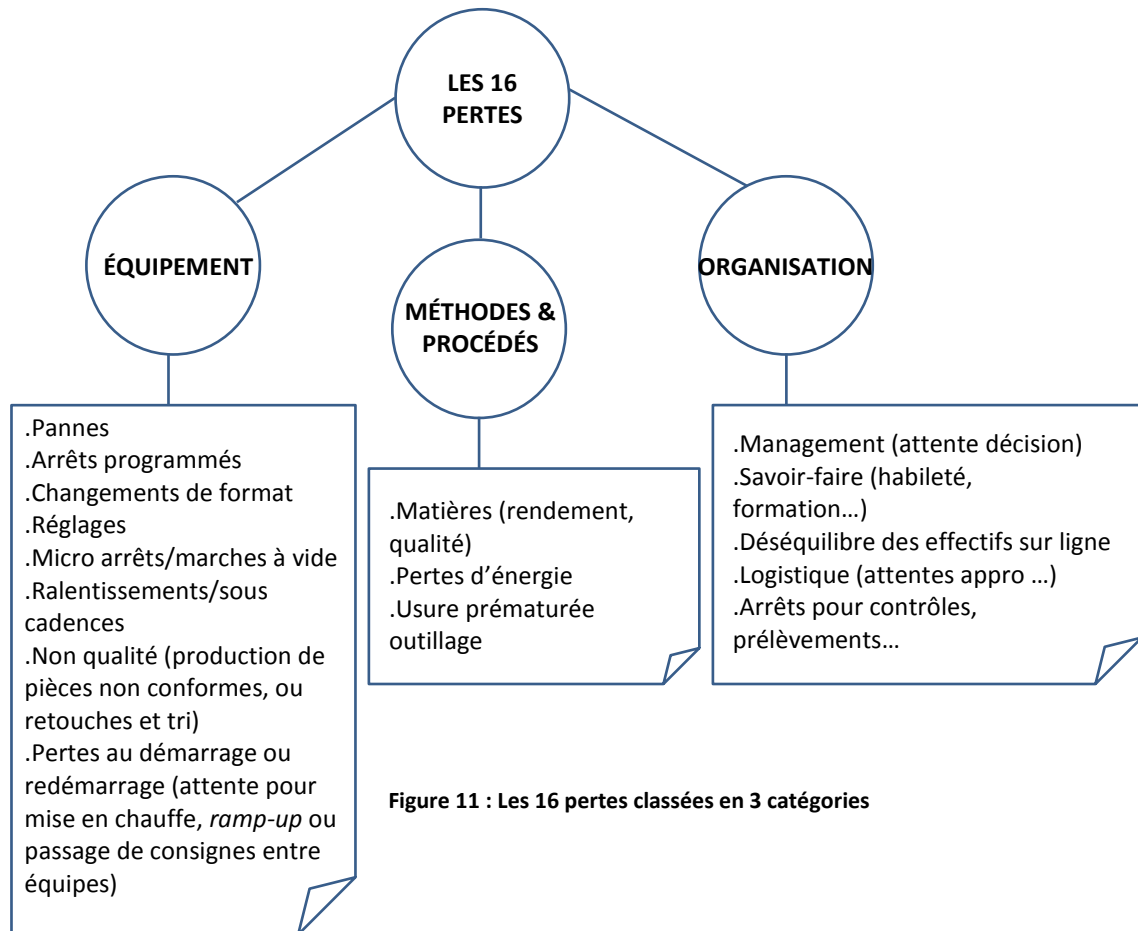 LES 16
PERTES
ÉQUIPEMENT
MÉTHODES &
PROCÉDÉS
ORGANISATION
.Pannes
.Arrêts programmés
.Changements de format
.Réglages
.Micro arrêts/marches à vide
.Ralentissements/sous
cadences
.Non qualité (production de
pièces non conformes, ou
retouches et tri)
.Pertes au démarrage ou
redémarrage (attente pour
mise en chauffe, ramp-up ou
passage de consignes entre
équipes)
.Matières (rendement,
qualité)
.Pertes d’énergie
.Usure prématurée
outillage
.Management (attente décision)
.Savoir-faire (habileté,
formation…)
.Déséquilibre des effectifs sur ligne
.Logistique (attentes appro …)
.Arrêts pour contrôles,
prélèvements…
Figure 11 : Les 16 pertes classées en 3 catégories